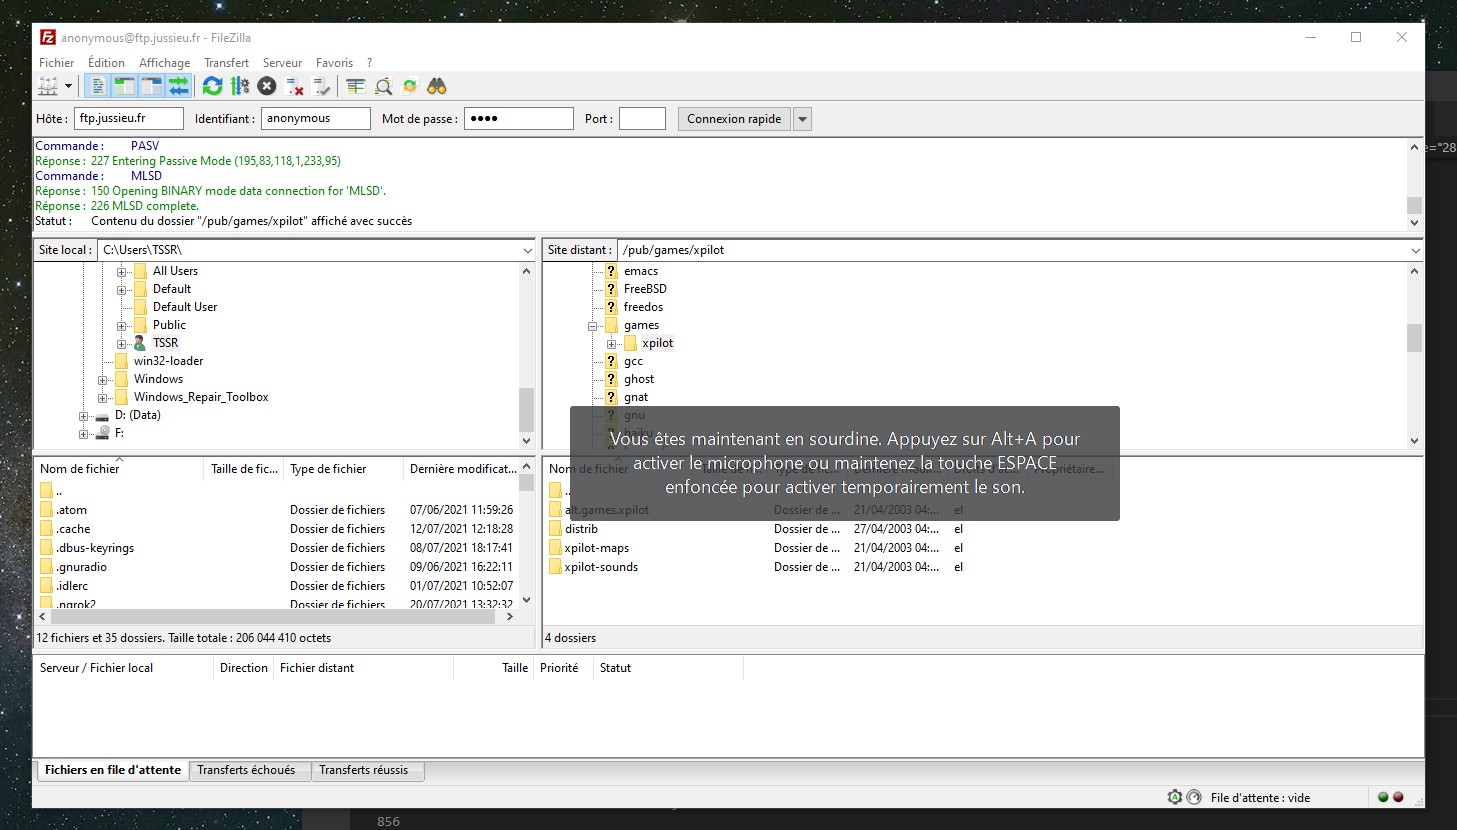 anonymous@ftp.jussieu.fr - FileZilla
Fichier Édition Affichage Transfert Serveur Favoris ?
Hôte : ftp.jussieu.fr Identifiant : anonymous Mot de passe : ●●●● Port : Connexion rapide
Commande : PASV
Réponse : 227 Entering Passive Mode (195,83,118,1,233,95)
Commande : MLSD
Réponse : 150 Opening BINARY mode data connection for 'MLSD'.
Réponse : 226 MLSD complete.
Statut : Contenu du dossier "/pub/games/xpilot" affiché avec succès
="28
Site local : C:\Users\TSSR\
All Users
Default
Default User
Public
TSSR
win32-loader
Windows
Windows_Repair_Toolbox
D: (Data)
F:
Site distant : /pub/games/xpilot
? emacs
? FreeBSD
? freedos
games
xpilot
? gcc
? ghost
? gnat
gnu
haiku
Vous êtes maintenant en sourdine. Appuyez sur Alt+A pour
activer le microphone ou maintenez la touche ESPACE
enfoncée pour activer temporairement le son.
Nom de fichier Taille de fic... Type de fichier Dernière modificat...
..
.atom Dossier de fichiers 07/06/2021 11:59:26
.cache Dossier de fichiers 12/07/2021 12:18:28
.dbus-keyrings Dossier de fichiers 08/07/2021 18:17:41
.gnuradio Dossier de fichiers 09/06/2021 16:22:11
.idlerc Dossier de fichiers 01/07/2021 10:52:07
.ngrok2 Dossier de fichiers 20/07/2021 13:32:32
12 fichiers et 35 dossiers. Taille totale : 206 044 410 octets
Nom de fichier Taille de fi... Type de fic... Dernière modif... Droits d'ac... Propriétaire...
..
alt.games.xpilot Dossier de ... 21/04/2003 04:... el
distrib Dossier de ... 27/04/2003 04:... el
xpilot-maps Dossier de ... 21/04/2003 04:... el
xpilot-sounds Dossier de ... 21/04/2003 04:... el
4 dossiers
Serveur / Fichier local Direction Fichier distant Taille Priorité Statut
Fichiers en file d'attente Transferts échoués Transferts réussis
File d'attente : vide
856